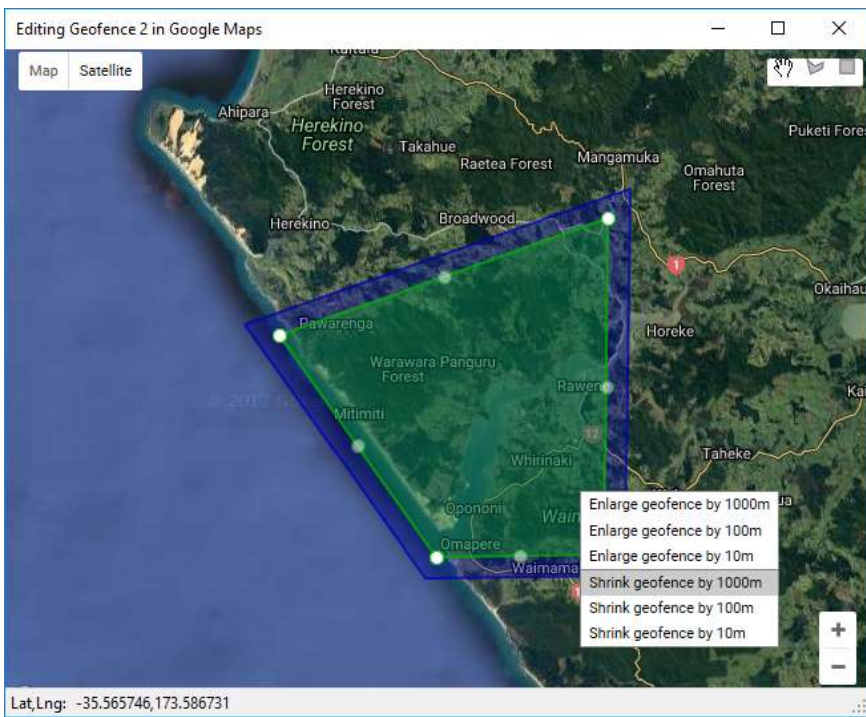 Editing Geofence 2 in Google Maps
Map
Satellite
Ahipara
Herekino
Forest
Herekino
Forest
Takahue
Raetea Forest
Mangamuka
Puketi Fores
Omahuta
Forest
Herekino
Broadwood
1
Okaihau
Pawarenga
Horeke
Warawara Panguru
Forest
Rawene
Mitimiti
12
Whirinaki
Taheke
Opononi
Omapere
Waimama
Enlarge geofence by 1000m
Enlarge geofence by 100m
Enlarge geofence by 10m
Shrink geofence by 1000m
Shrink geofence by 100m
Shrink geofence by 10m
+
−
Lat,Lng: -35.565746,173.586731